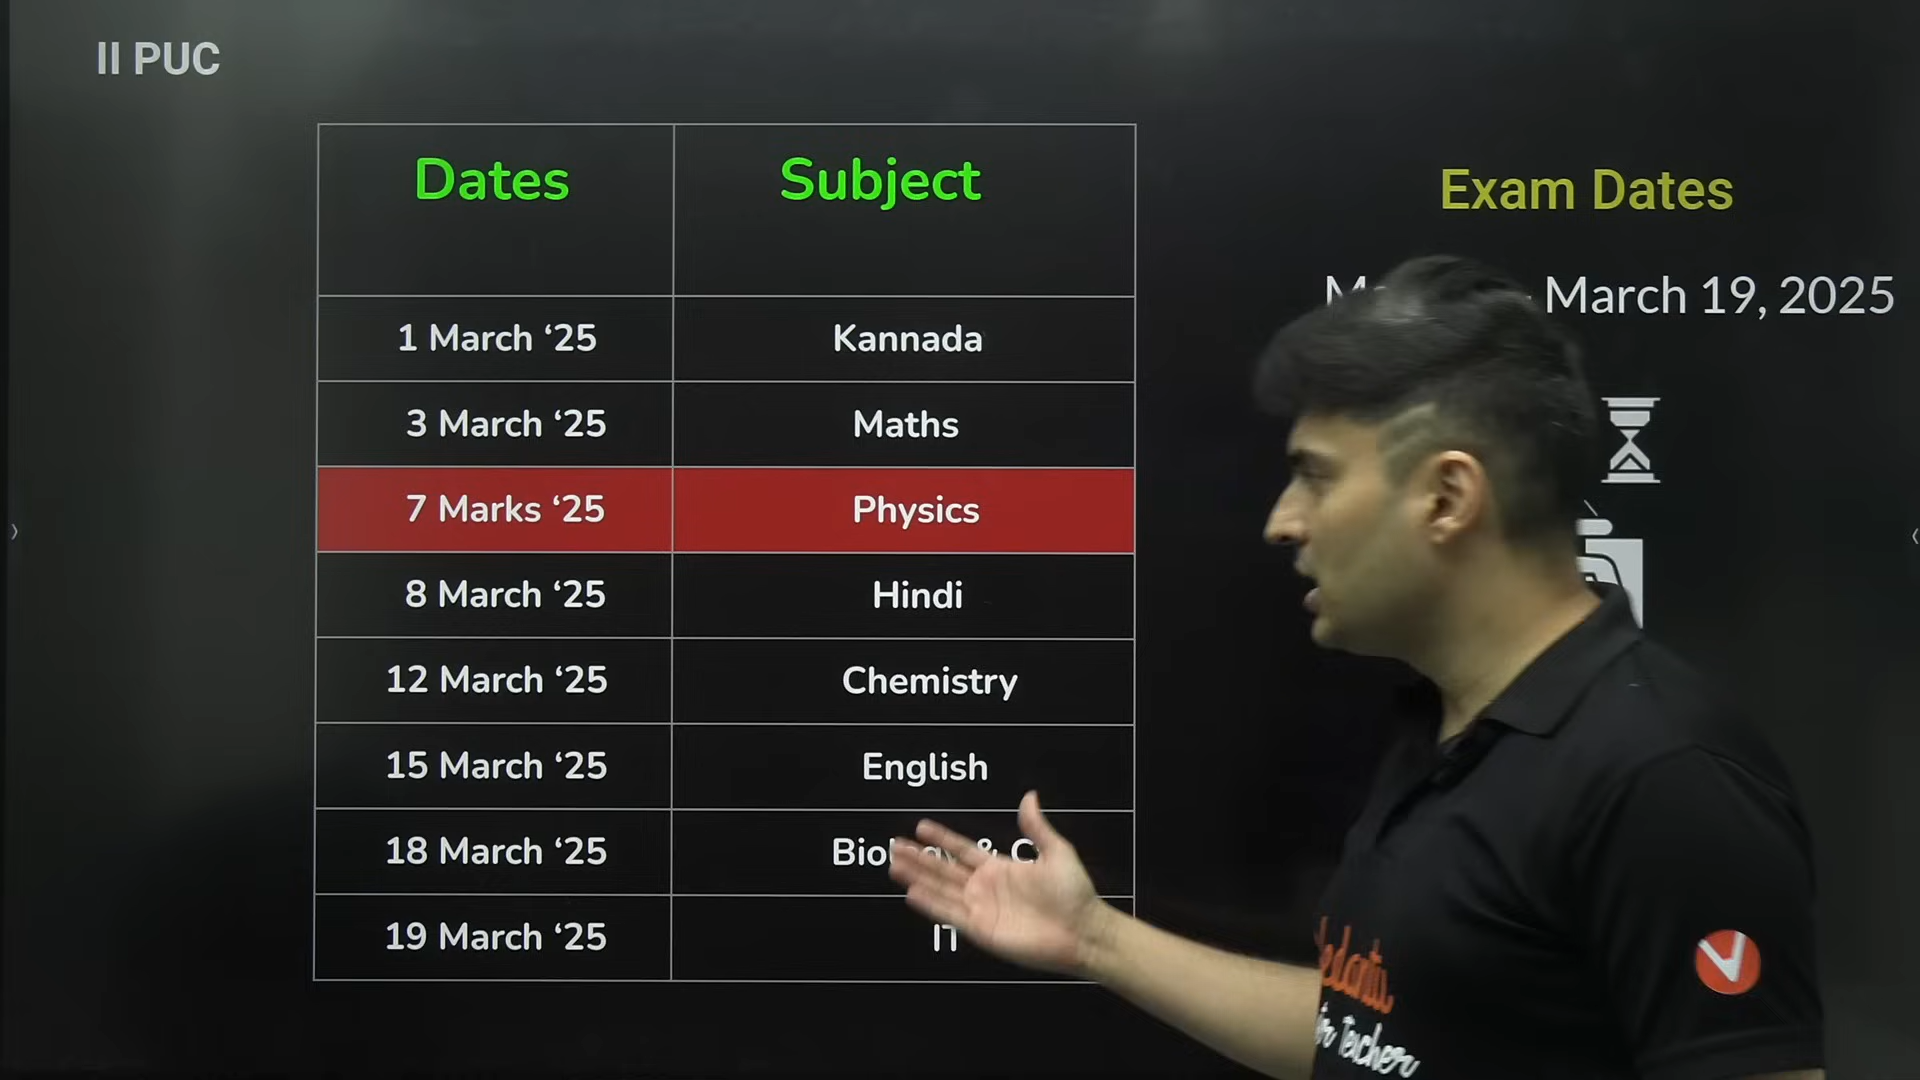 II PUC
Dates Subject
1 March ‘25 Kannada
3 March ‘25 Maths
7 Marks ‘25 Physics
8 March ‘25 Hindi
12 March ‘25 Chemistry
15 March ‘25 English
18 March ‘25 &
19 March ‘25 IT
Exam Dates
March 19, 2025
Teacher